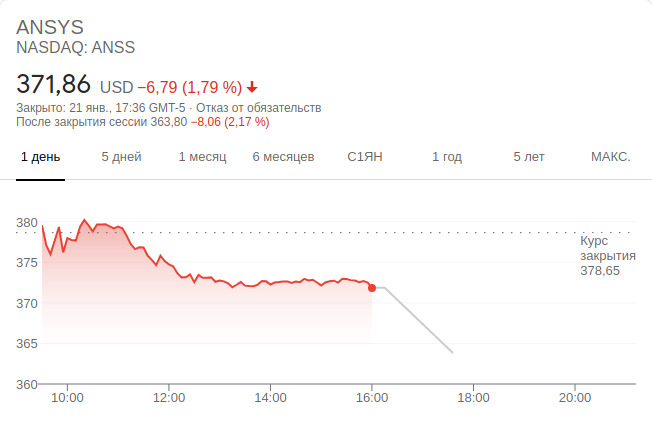 ANSYS
NASDAQ: ANSS
371,86 USD −6,79 (1,79 %)
Закрыто: 21 янв., 17:36 GMT-5 · Отказ от обязательств
После закрытия сессии 363,80 −8,06 (2,17 %)
1 день 5 дней 1 месяц 6 месяцев С1ЯН 1 год 5 лет МАКС.
380
375
370
365
360
Курс
закрытия
378,65
10:00 12:00 14:00 16:00 18:00 20:00